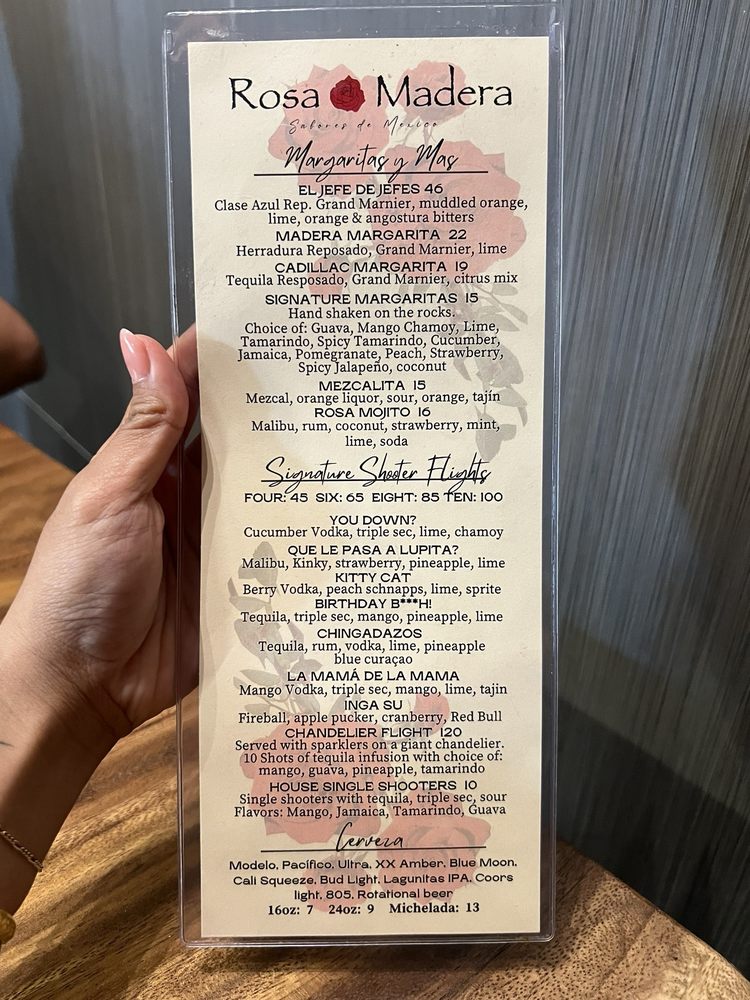 Rosa Madera
Sabores de Mexico
Margaritas y Mas
EL JEFE DE JEFES 46
Clase Azul Rep. Grand Marnier, muddled orange,
lime, orange & angostura bitters
MADERA MARGARITA 22
Herradura Reposado, Grand Marnier, lime
CADILLAC MARGARITA 19
Tequila Resposado, Grand Marnier, citrus mix
SIGNATURE MARGARITAS 15
Hand shaken on the rocks.
Choice of: Guava, Mango Chamoy, Lime,
Tamarindo, Spicy Tamarindo, Cucumber,
Jamaica, Pomegranate, Peach, Strawberry,
Spicy Jalapeño, coconut
MEZCALITA 15
Mezcal, orange liquor, sour, orange, tajín
ROSA MOJITO 16
Malibu, rum, coconut, strawberry, mint,
lime, soda
Signature Shooter Flights
FOUR: 45 SIX: 65 EIGHT: 85 TEN: 100
YOU DOWN?
Cucumber Vodka, triple sec, lime, chamoy
QUE LE PASA A LUPITA?
Malibu, Kinky, strawberry, pineapple, lime
KITTY CAT
Berry Vodka, peach schnapps, lime, sprite
BIRTHDAY B***H!
Tequila, triple sec, mango, pineapple, lime
CHINGADAZOS
Tequila, rum, vodka, lime, pineapple
blue curaçao
LA MAMÁ DE LA MAMA
Mango Vodka, triple sec, mango, lime, tajin
INGA SU
Fireball, apple pucker, cranberry, Red Bull
CHANDELIER FLIGHT 120
Served with sparklers on a giant chandelier.
10 Shots of tequila infusion with choice of:
mango, guava, pineapple, tamarindo
HOUSE SINGLE SHOOTERS 10
Single shooters with tequila, triple sec, sour
Flavors: Mango, Jamaica, Tamarindo, Guava
Cerveza
Modelo, Pacífico, Ultra, XX Amber, Blue Moon,
Cali Squeeze, Bud Light, Lagunitas IPA, Coors
light, 805, Rotational beer
16oz: 7 24oz: 9 Michelada: 13